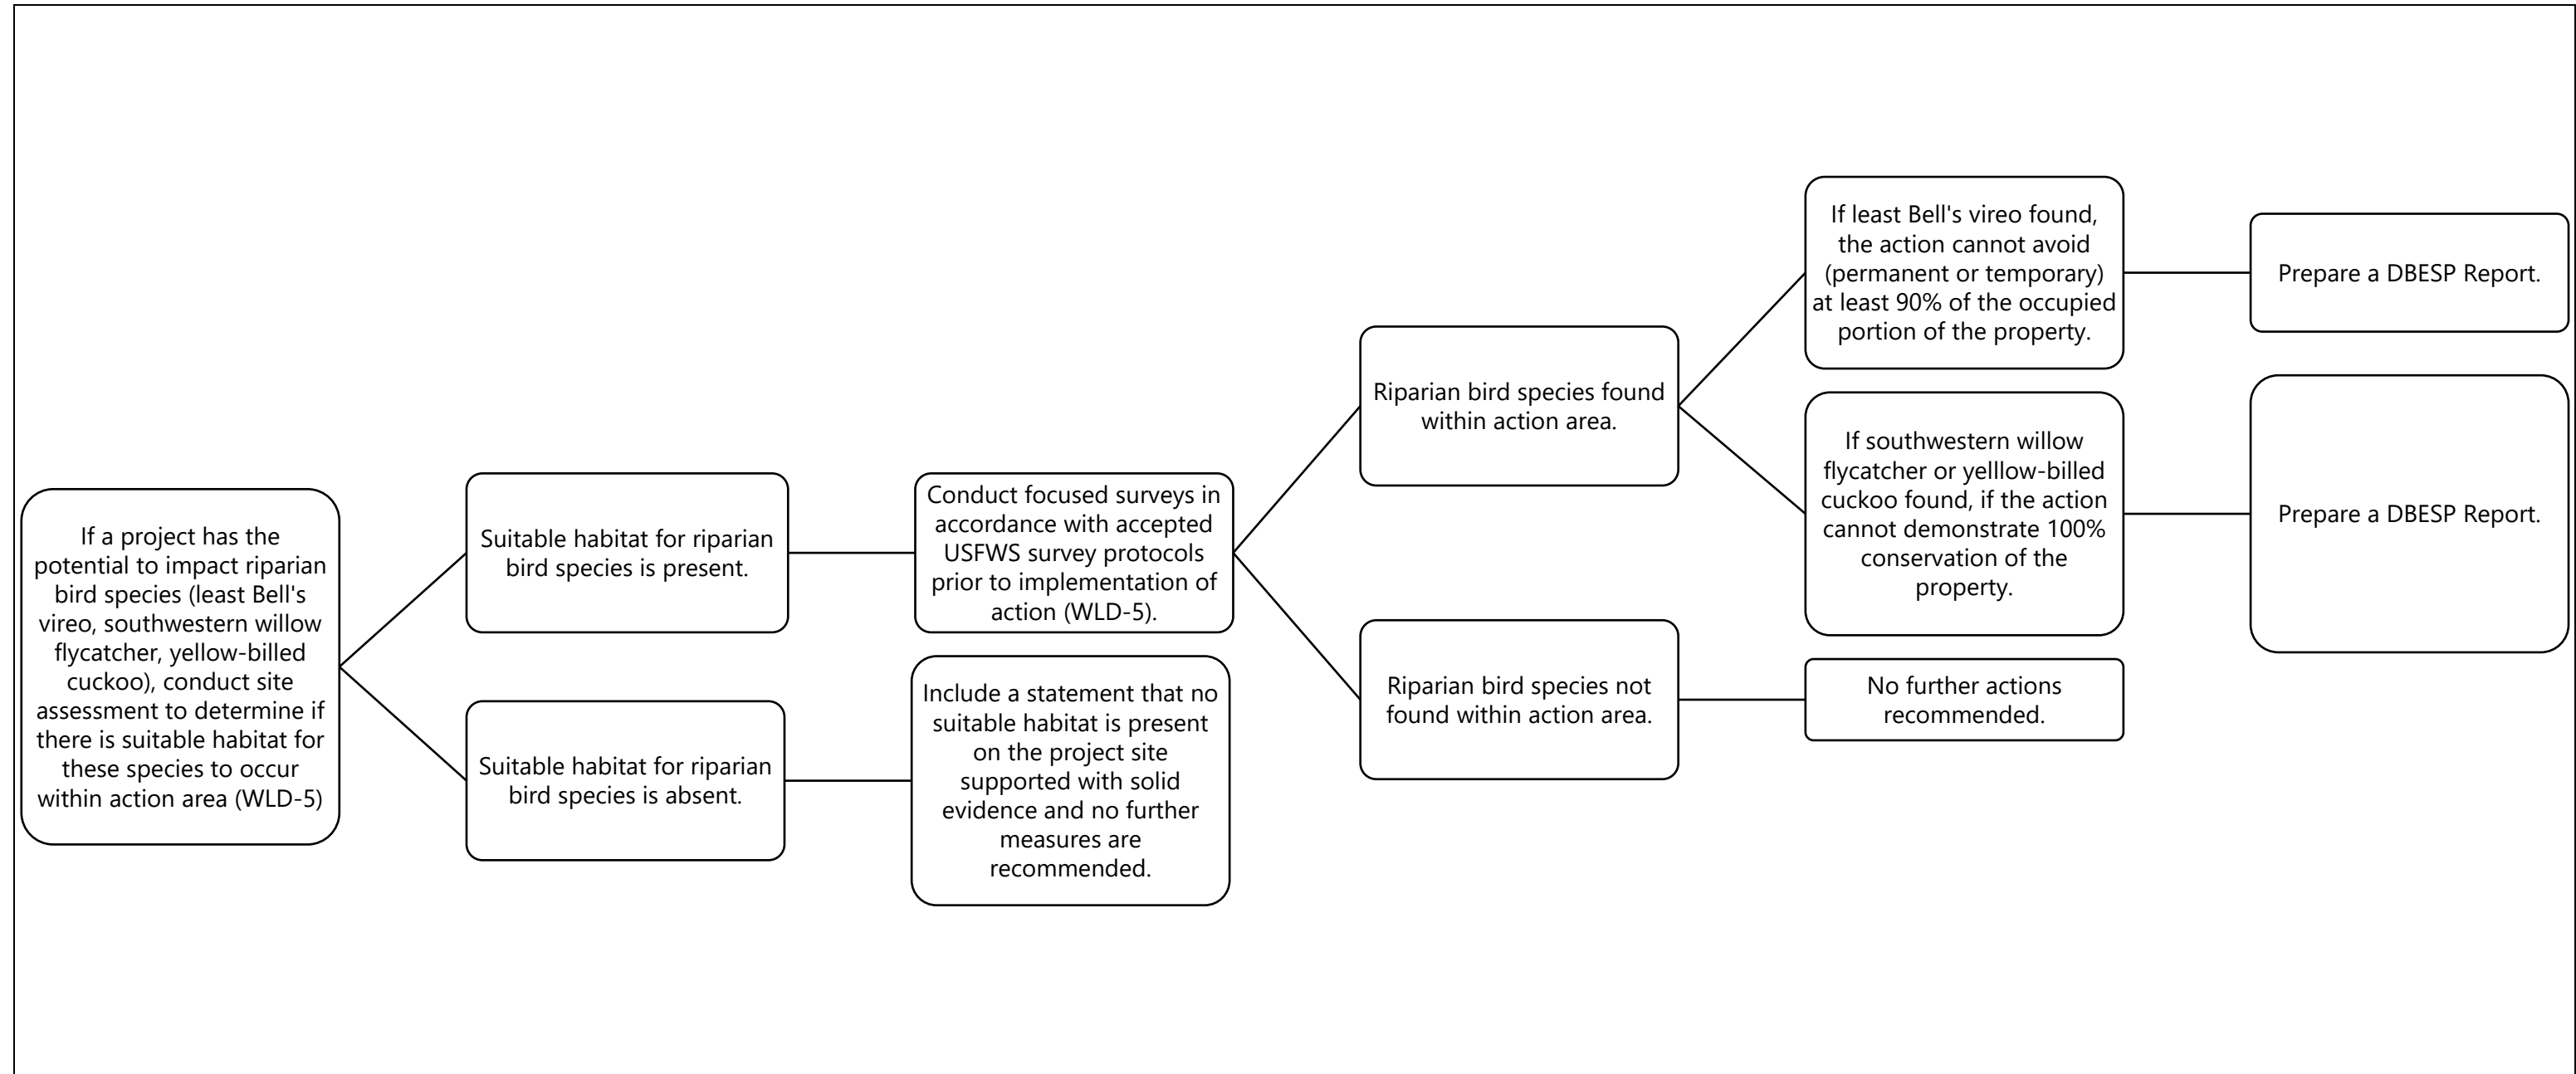 If a project has the
potential to impact riparian
bird species (least Bell's
vireo, southwestern willow
flycatcher, yellow-billed
cuckoo), conduct site
assessment to determine if
there is suitable habitat for
these species to occur
within action area (WLD-5)
Suitable habitat for riparian
bird species is present.
Suitable habitat for riparian
bird species is absent.
Conduct focused surveys in
accordance with accepted
USFWS survey protocols
prior to implementation of
action (WLD-5).
Include a statement that no
suitable habitat is present
on the project site
supported with solid
evidence and no further
measures are
recommended.
Riparian bird species found
within action area.
Riparian bird species not
found within action area.
If least Bell's vireo found,
the action cannot avoid
(permanent or temporary)
at least 90% of the occupied
portion of the property.
If southwestern willow
flycatcher or yelllow-billed
cuckoo found, if the action
cannot demonstrate 100%
conservation of the
property.
No further actions
recommended.
Prepare a DBESP Report.
Prepare a DBESP Report.